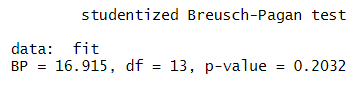 studentized Breusch-Pagan test
data:  fit
BP = 16.915, df = 13, p-value = 0.2032